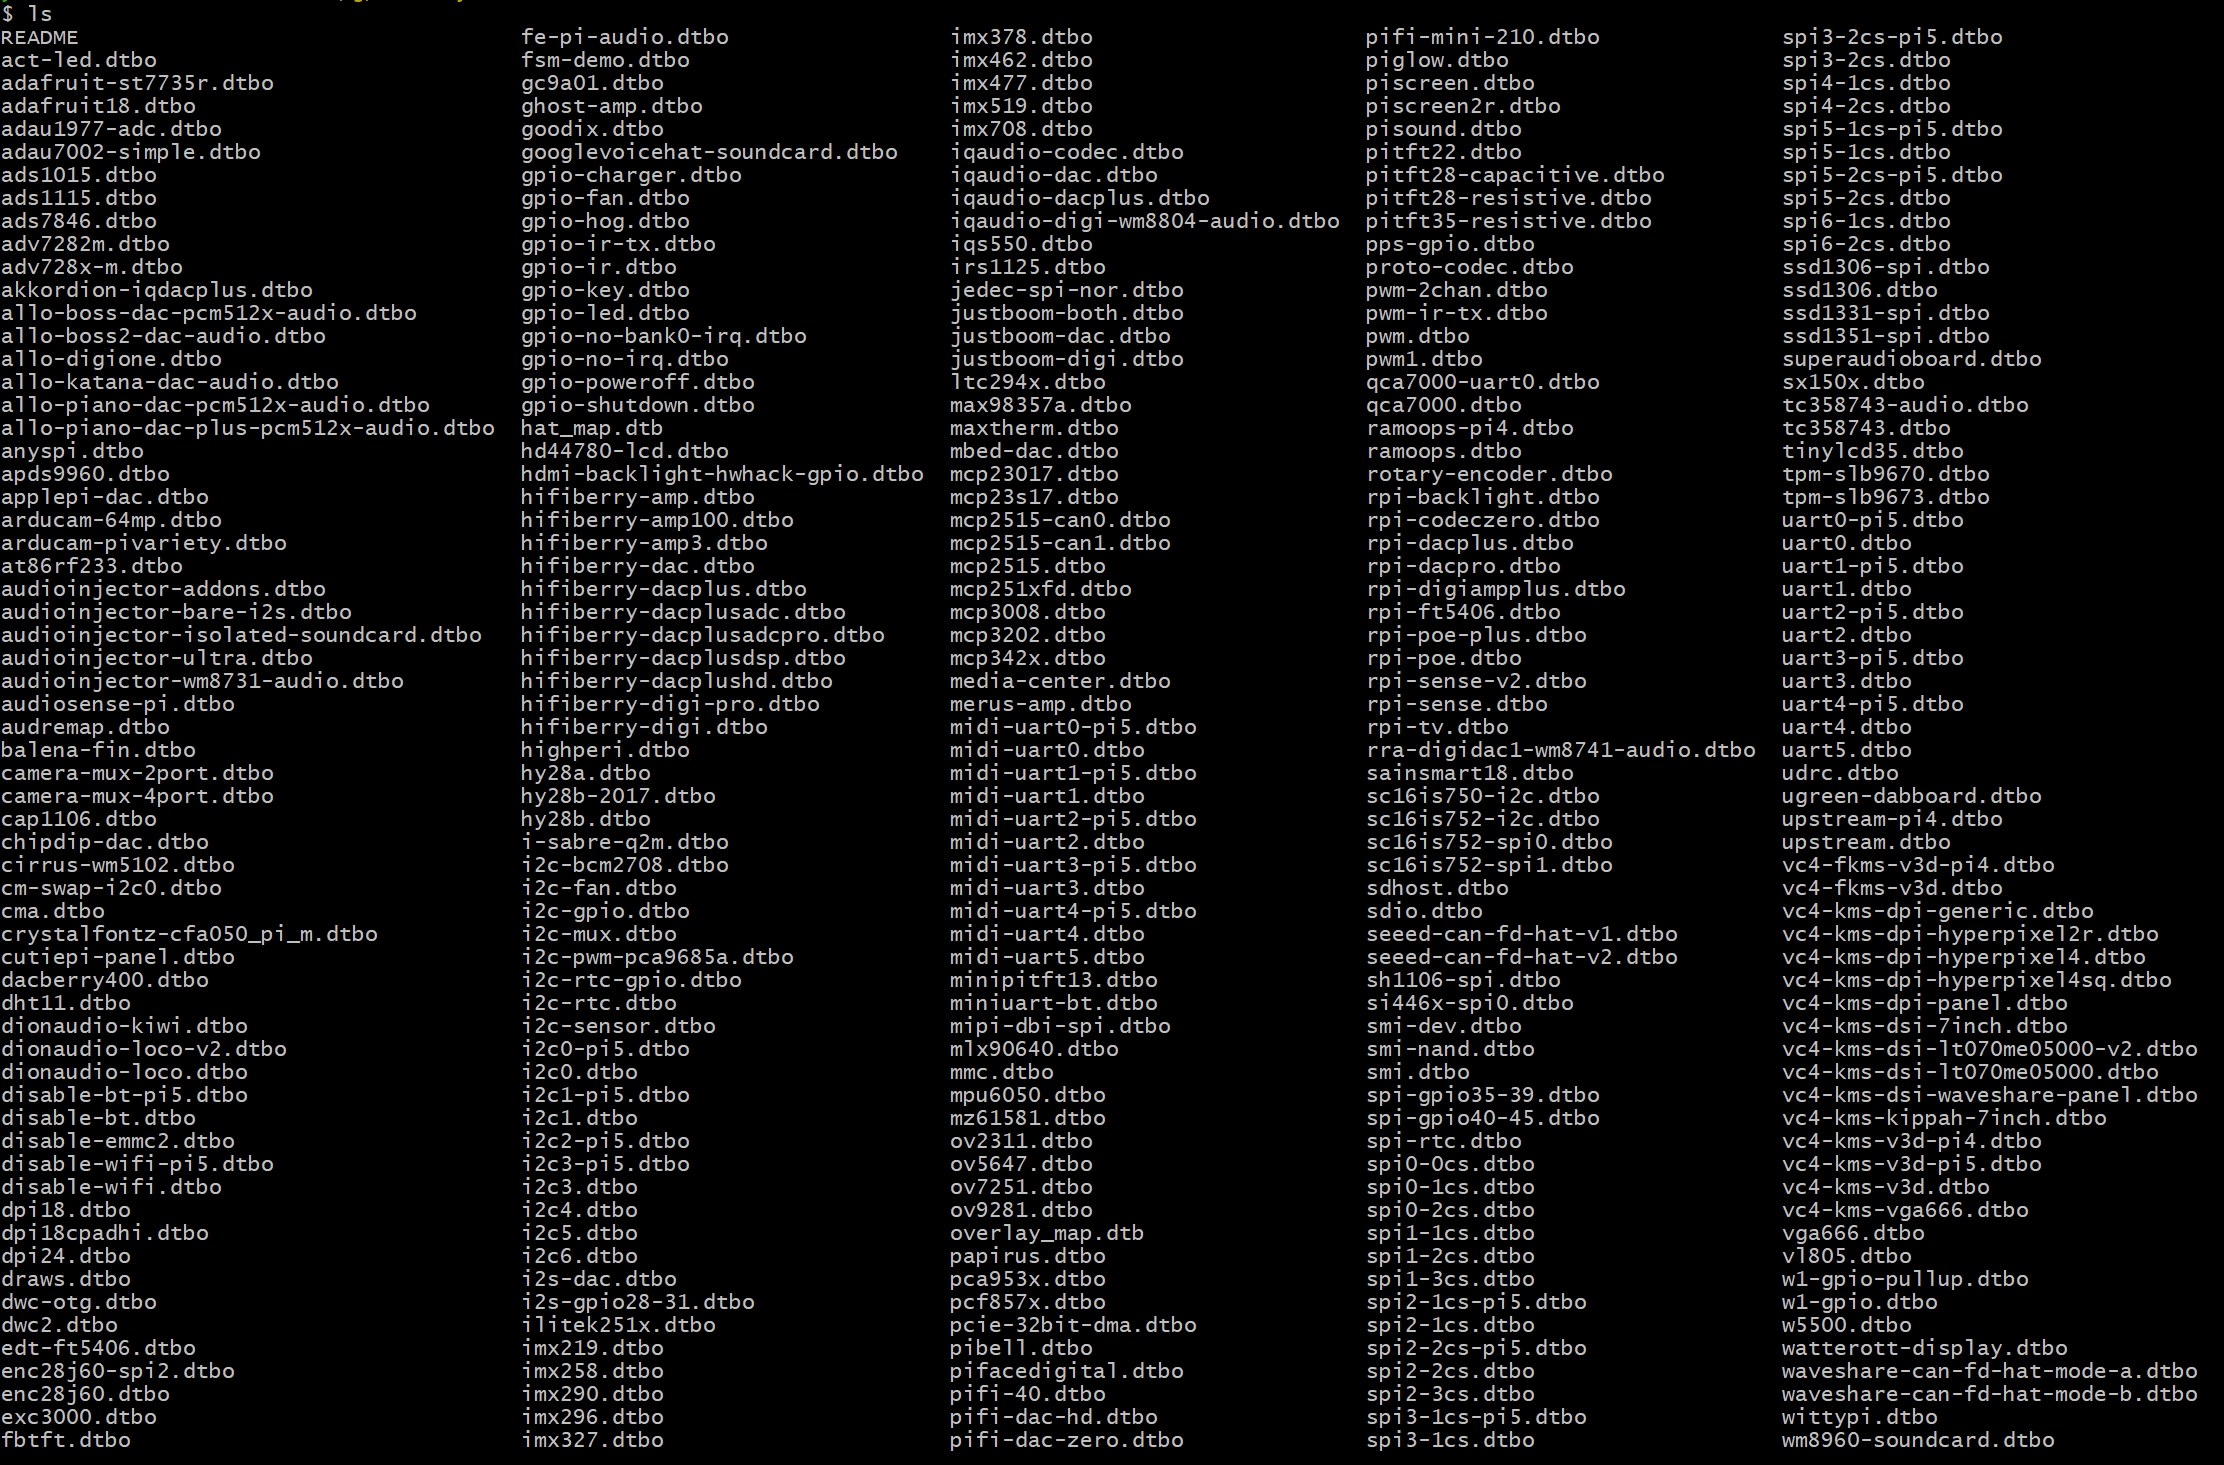 $ ls
README fe-pi-audio.dtbo imx378.dtbo pifi-mini-210.dtbo spi3-2cs-pi5.dtbo
act-led.dtbo fsm-demo.dtbo imx462.dtbo piglow.dtbo spi3-2cs.dtbo
adafruit-st7735r.dtbo gc9a01.dtbo imx477.dtbo piscreen.dtbo spi4-1cs.dtbo
adafruit18.dtbo ghost-amp.dtbo imx519.dtbo piscreen2r.dtbo spi4-2cs.dtbo
adau1977-adc.dtbo goodix.dtbo imx708.dtbo pisound.dtbo spi5-1cs-pi5.dtbo
adau7002-simple.dtbo googlevoicehat-soundcard.dtbo iqaudio-codec.dtbo pitft22.dtbo spi5-1cs.dtbo
ads1015.dtbo gpio-charger.dtbo iqaudio-dac.dtbo pitft28-capacitive.dtbo spi5-2cs-pi5.dtbo
ads1115.dtbo gpio-fan.dtbo iqaudio-dacplus.dtbo pitft28-resistive.dtbo spi5-2cs.dtbo
ads7846.dtbo gpio-hog.dtbo iqaudio-digi-wm8804-audio.dtbo pitft35-resistive.dtbo spi6-1cs.dtbo
adv7282m.dtbo gpio-ir-tx.dtbo iqs550.dtbo pps-gpio.dtbo spi6-2cs.dtbo
adv728x-m.dtbo gpio-ir.dtbo irs1125.dtbo proto-codec.dtbo ssd1306-spi.dtbo
akkordion-iqdacplus.dtbo gpio-key.dtbo jedec-spi-nor.dtbo pwm-2chan.dtbo ssd1306.dtbo
allo-boss-dac-pcm512x-audio.dtbo gpio-led.dtbo justboom-both.dtbo pwm-ir-tx.dtbo ssd1331-spi.dtbo
allo-boss2-dac-audio.dtbo gpio-no-bank0-irq.dtbo justboom-dac.dtbo pwm.dtbo ssd1351-spi.dtbo
allo-digione.dtbo gpio-no-irq.dtbo justboom-digi.dtbo pwm1.dtbo superaudioboard.dtbo
allo-katana-dac-audio.dtbo gpio-poweroff.dtbo ltc294x.dtbo qca7000-uart0.dtbo sx150x.dtbo
allo-piano-dac-pcm512x-audio.dtbo gpio-shutdown.dtbo max98357a.dtbo qca7000.dtbo tc358743-audio.dtbo
allo-piano-dac-plus-pcm512x-audio.dtbo hat_map.dtb maxtherm.dtbo ramoops-pi4.dtbo tc358743.dtbo
anyspi.dtbo hd44780-lcd.dtbo mbed-dac.dtbo ramoops.dtbo tinylcd35.dtbo
apds9960.dtbo hdmi-backlight-hwhack-gpio.dtbo mcp23017.dtbo rotary-encoder.dtbo tpm-slb9670.dtbo
applepi-dac.dtbo hifiberry-amp.dtbo mcp23s17.dtbo rpi-backlight.dtbo tpm-slb9673.dtbo
arducam-64mp.dtbo hifiberry-amp100.dtbo mcp2515-can0.dtbo rpi-codeczero.dtbo uart0-pi5.dtbo
arducam-pivariety.dtbo hifiberry-amp3.dtbo mcp2515-can1.dtbo rpi-dacplus.dtbo uart0.dtbo
at86rf233.dtbo hifiberry-dac.dtbo mcp2515.dtbo rpi-dacpro.dtbo uart1-pi5.dtbo
audioinjector-addons.dtbo hifiberry-dacplus.dtbo mcp251xfd.dtbo rpi-digiampplus.dtbo uart1.dtbo
audioinjector-bare-i2s.dtbo hifiberry-dacplusadc.dtbo mcp3008.dtbo rpi-ft5406.dtbo uart2-pi5.dtbo
audioinjector-isolated-soundcard.dtbo hifiberry-dacplusadcpro.dtbo mcp3202.dtbo rpi-poe-plus.dtbo uart2.dtbo
audioinjector-ultra.dtbo hifiberry-dacplusdsp.dtbo mcp342x.dtbo rpi-poe.dtbo uart3-pi5.dtbo
audioinjector-wm8731-audio.dtbo hifiberry-dacplushd.dtbo media-center.dtbo rpi-sense-v2.dtbo uart3.dtbo
audiosense-pi.dtbo hifiberry-digi-pro.dtbo merus-amp.dtbo rpi-sense.dtbo uart4-pi5.dtbo
audremap.dtbo hifiberry-digi.dtbo midi-uart0-pi5.dtbo rpi-tv.dtbo uart4.dtbo
balena-fin.dtbo highperi.dtbo midi-uart0.dtbo rra-digidac1-wm8741-audio.dtbo uart5.dtbo
camera-mux-2port.dtbo hy28a.dtbo midi-uart1-pi5.dtbo sainsmart18.dtbo udrc.dtbo
camera-mux-4port.dtbo hy28b-2017.dtbo midi-uart1.dtbo sc16is750-i2c.dtbo ugreen-dabboard.dtbo
cap1106.dtbo hy28b.dtbo midi-uart2-pi5.dtbo sc16is752-i2c.dtbo upstream-pi4.dtbo
chipdip-dac.dtbo i-sabre-q2m.dtbo midi-uart2.dtbo sc16is752-spi0.dtbo upstream.dtbo
cirrus-wm5102.dtbo i2c-bcm2708.dtbo midi-uart3-pi5.dtbo sc16is752-spi1.dtbo vc4-fkms-v3d-pi4.dtbo
cm-swap-i2c0.dtbo i2c-fan.dtbo midi-uart3.dtbo sdhost.dtbo vc4-fkms-v3d.dtbo
cma.dtbo i2c-gpio.dtbo midi-uart4-pi5.dtbo sdio.dtbo vc4-kms-dpi-generic.dtbo
crystalfontz-cfa050_pi_m.dtbo i2c-mux.dtbo midi-uart4.dtbo seeed-can-fd-hat-v1.dtbo vc4-kms-dpi-hyperpixel2r.dtbo
cutiepi-panel.dtbo i2c-pwm-pca9685a.dtbo midi-uart5.dtbo seeed-can-fd-hat-v2.dtbo vc4-kms-dpi-hyperpixel4.dtbo
dacberry400.dtbo i2c-rtc-gpio.dtbo minipitft13.dtbo sh1106-spi.dtbo vc4-kms-dpi-hyperpixel4sq.dtbo
dht11.dtbo i2c-rtc.dtbo miniuart-bt.dtbo si446x-spi0.dtbo vc4-kms-dpi-panel.dtbo
dionaudio-kiwi.dtbo i2c-sensor.dtbo mipi-dbi-spi.dtbo smi-dev.dtbo vc4-kms-dsi-7inch.dtbo
dionaudio-loco-v2.dtbo i2c0-pi5.dtbo mlx90640.dtbo smi-nand.dtbo vc4-kms-dsi-lt070me05000-v2.dtbo
dionaudio-loco.dtbo i2c0.dtbo mmc.dtbo smi.dtbo vc4-kms-dsi-lt070me05000.dtbo
disable-bt-pi5.dtbo i2c1-pi5.dtbo mpu6050.dtbo spi-gpio35-39.dtbo vc4-kms-dsi-waveshare-panel.dtbo
disable-bt.dtbo i2c1.dtbo mz61581.dtbo spi-gpio40-45.dtbo vc4-kms-kippah-7inch.dtbo
disable-emmc2.dtbo i2c2-pi5.dtbo ov2311.dtbo spi-rtc.dtbo vc4-kms-v3d-pi4.dtbo
disable-wifi-pi5.dtbo i2c3-pi5.dtbo ov5647.dtbo spi0-0cs.dtbo vc4-kms-v3d-pi5.dtbo
disable-wifi.dtbo i2c3.dtbo ov7251.dtbo spi0-1cs.dtbo vc4-kms-v3d.dtbo
dpi18.dtbo i2c4.dtbo ov9281.dtbo spi0-2cs.dtbo vc4-kms-vga666.dtbo
dpi18cpadhi.dtbo i2c5.dtbo overlay_map.dtb spi1-1cs.dtbo vga666.dtbo
dpi24.dtbo i2c6.dtbo papirus.dtbo spi1-2cs.dtbo vl805.dtbo
draws.dtbo i2s-dac.dtbo pca953x.dtbo spi1-3cs.dtbo w1-gpio-pullup.dtbo
dwc-otg.dtbo i2s-gpio28-31.dtbo pcf857x.dtbo spi2-1cs-pi5.dtbo w1-gpio.dtbo
dwc2.dtbo ilitek251x.dtbo pcie-32bit-dma.dtbo spi2-1cs.dtbo w5500.dtbo
edt-ft5406.dtbo imx219.dtbo pibell.dtbo spi2-2cs-pi5.dtbo watterott-display.dtbo
enc28j60-spi2.dtbo imx258.dtbo pifacedigital.dtbo spi2-2cs.dtbo waveshare-can-fd-hat-mode-a.dtbo
enc28j60.dtbo imx290.dtbo pifi-40.dtbo spi2-3cs.dtbo waveshare-can-fd-hat-mode-b.dtbo
exc3000.dtbo imx296.dtbo pifi-dac-hd.dtbo spi3-1cs-pi5.dtbo wittypi.dtbo
fbtft.dtbo imx327.dtbo pifi-dac-zero.dtbo spi3-1cs.dtbo wm8960-soundcard.dtbo